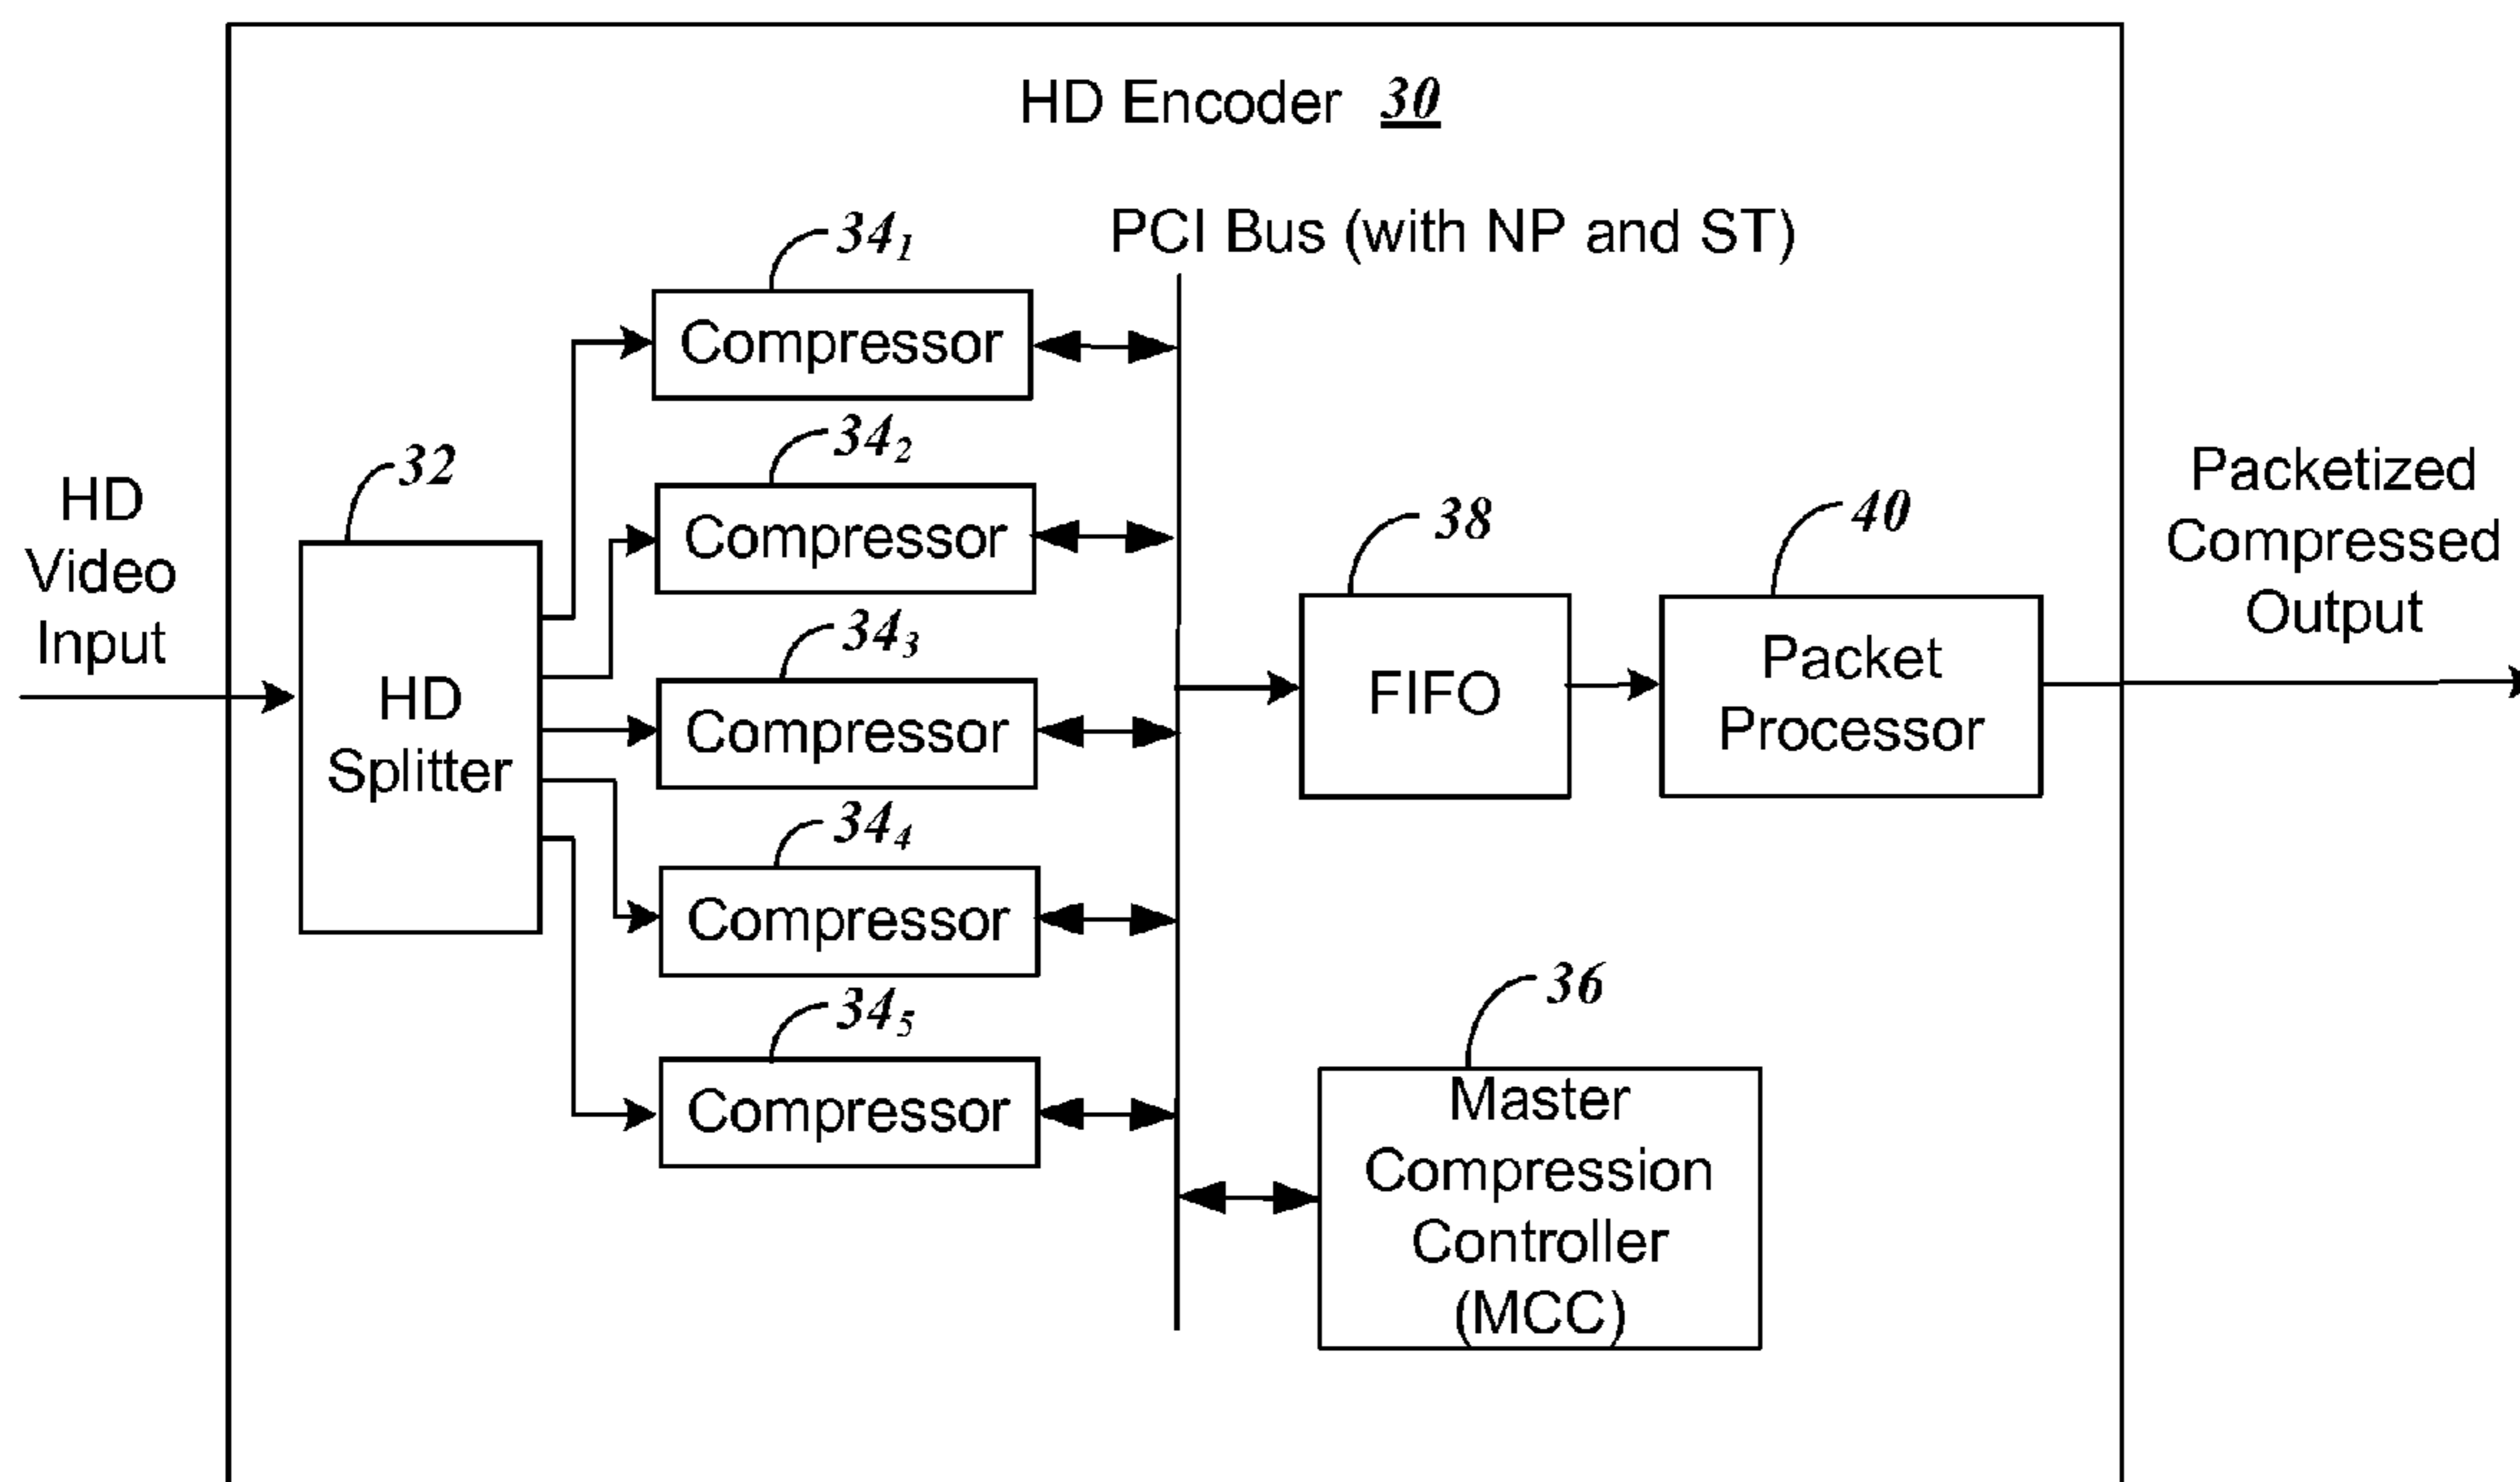 HD Encoder 30
PCI Bus (with NP and ST)
34₁
Compressor
34₂
Compressor
34₃
Compressor
34₄
Compressor
34₅
Compressor
32
HD
Splitter
HD
Video
Input
38
FIFO
40
Packet
Processor
Packetized
Compressed
Output
36
Master
Compression
Controller
(MCC)